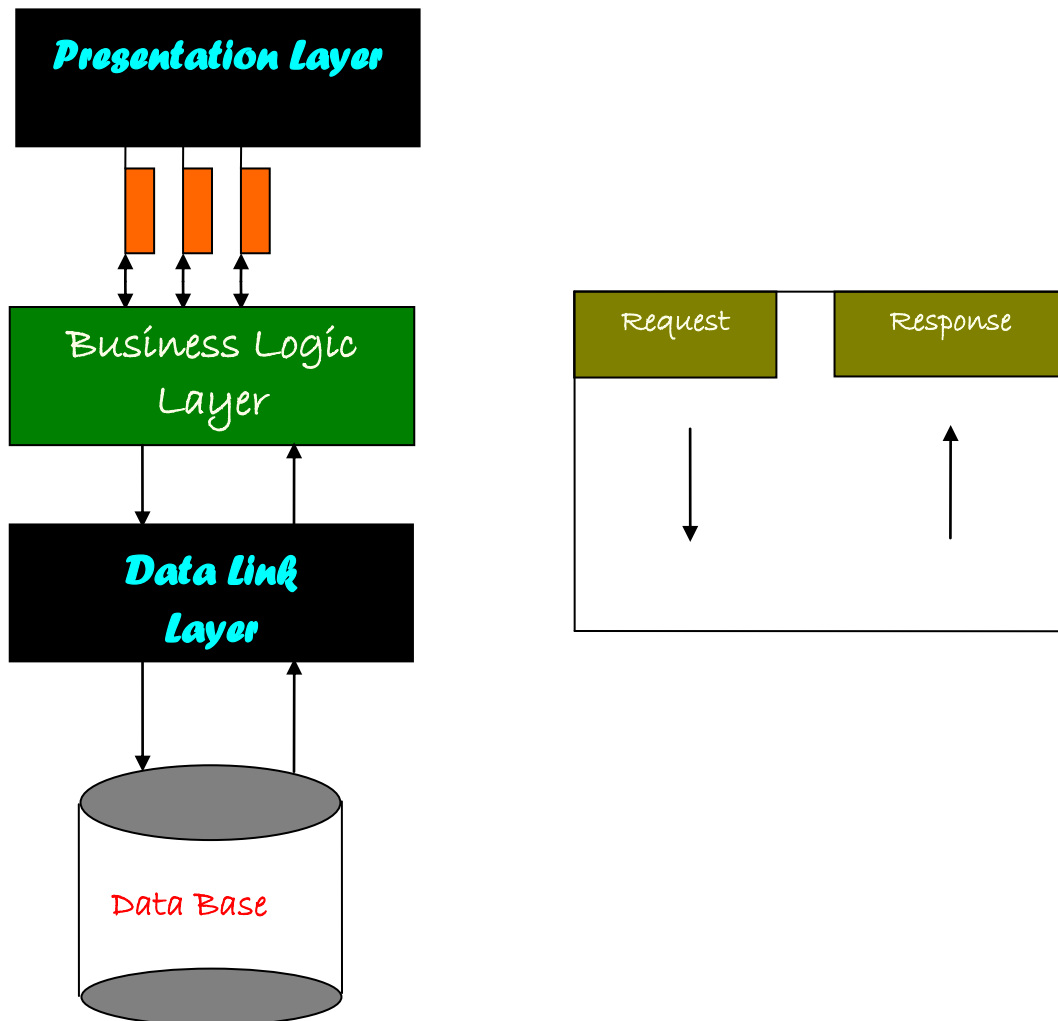 Presentation Layer
Business Logic
Layer
Request
Response
Data Link
Layer
Data Base